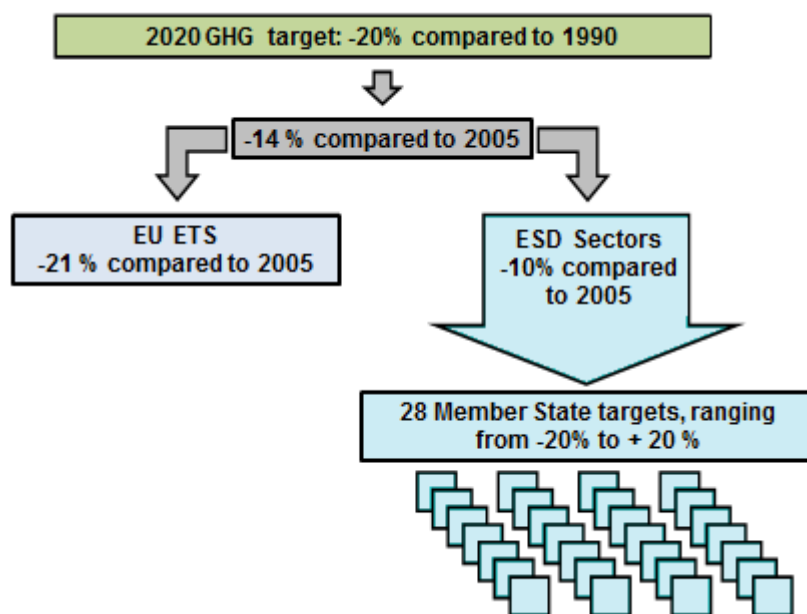 2020 GHG target: -20% compared to 1990
-14 % compared to 2005
EU ETS
-21 % compared to 2005
ESD Sectors
-10% compared
to 2005
28 Member State targets, ranging
from -20% to + 20 %